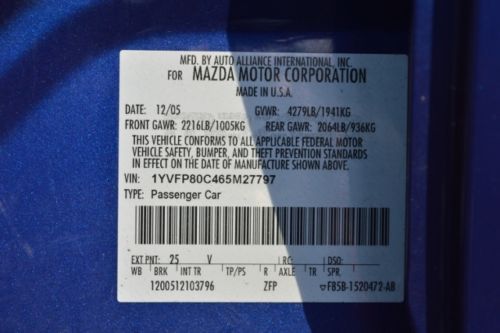 MFD. BY AUTO ALLIANCE INTERNATIONAL, INC.
FOR MAZDA MOTOR CORPORATION
MADE IN U.S.A.
DATE: 12/05 GVWR: 4279LB/1941KG
FRONT GAWR: 2216LB/1005KG REAR GAWR: 2064LB/936KG
THIS VEHICLE CONFORMS TO ALL APPLICABLE FEDERAL MOTOR
VEHICLE SAFETY, BUMPER, AND THEFT PREVENTION STANDARDS
IN EFFECT ON THE DATE OF MANUFACTURE SHOWN ABOVE.
VIN: 1YVFP80C465M27797
TYPE: Passenger Car
EXT PNT: 25 V RC: DSO:
WB BRK INT TR TP/PS R AXLE TR SPR
1200512103796 ZFP F85B-1520472-AB